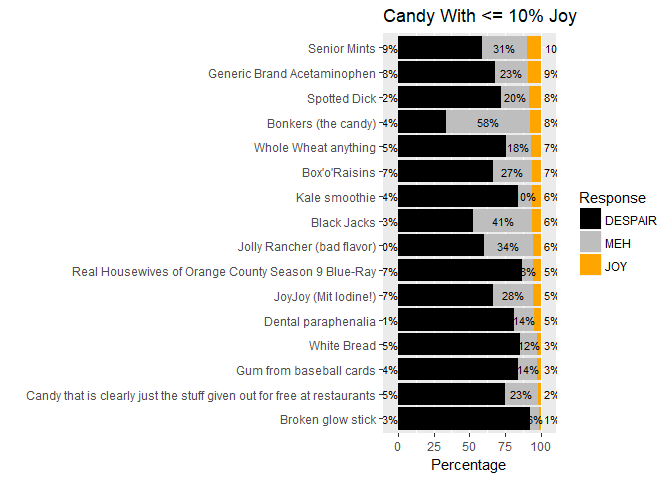 Candy With <= 10% Joy
Senior Mints 9% 31% 10
Generic Brand Acetaminophen 8% 23% 9%
Spotted Dick 2% 20% 8%
Bonkers (the candy) 4% 58% 8%
Whole Wheat anything 5% 18% 7%
Box'o'Raisins 7% 27% 7%
Kale smoothie 4% 0% 6%
Black Jacks 3% 41% 6%
Jolly Rancher (bad flavor) 0% 34% 6%
Real Housewives of Orange County Season 9 Blue-Ray 7% 8% 5%
JoyJoy (Mit Iodine!) 7% 28% 5%
Dental paraphenalia 1% 14% 5%
White Bread 5% 12% 3%
Gum from baseball cards 4% 14% 3%
Candy that is clearly just the stuff given out for free at restaurants 5% 23% 2%
Broken glow stick 3% 6% 1%
0 25 50 75 100
Percentage
Response
DESPAIR
MEH
JOY